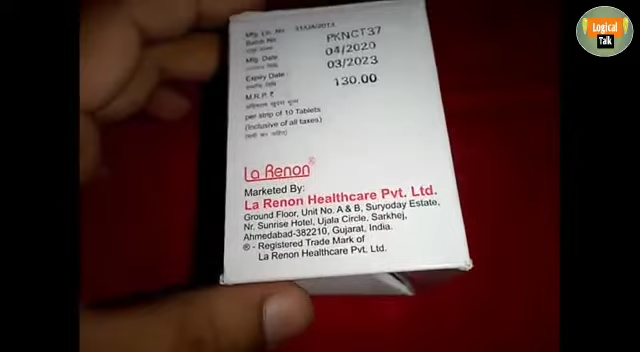 Logical
Talk
Mfg. Lic. No.
Batch No. PKNCT37
Mfg. Date 04/2020
Expiry Date 03/2023
M.R.P. ₹ 130.00
per strip of 10 Tablets
(Inclusive of all taxes)
La Renon®
Marketed By:
La Renon Healthcare Pvt. Ltd.
Ground Floor, Unit No. A & B, Suryoday Estate,
Nr. Sunrise Hotel, Ujala Circle, Sarkhej,
Ahmedabad-382210, Gujarat, India.
® - Registered Trade Mark of
La Renon Healthcare Pvt. Ltd.